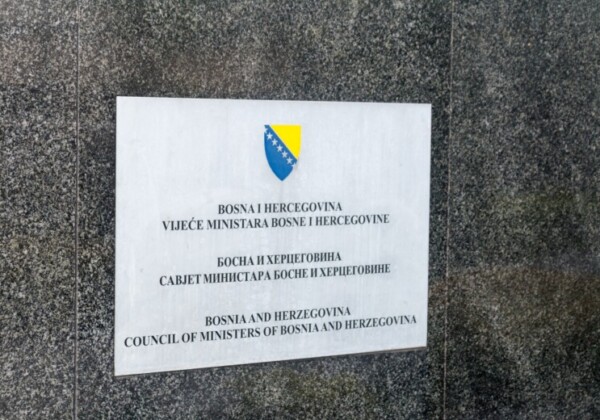 BOSNA I HERCEGOVINA
VIJEĆE MINISTARA BOSNE I HERCEGOVINE
БОСНА И ХЕРЦЕГОВИНА
САВЈЕТ МИНИСТАРА БОСНЕ И ХЕРЦЕГОВИНЕ
BOSNIA AND HERZEGOVINA
COUNCIL OF MINISTERS OF BOSNIA AND HERZEGOVINA